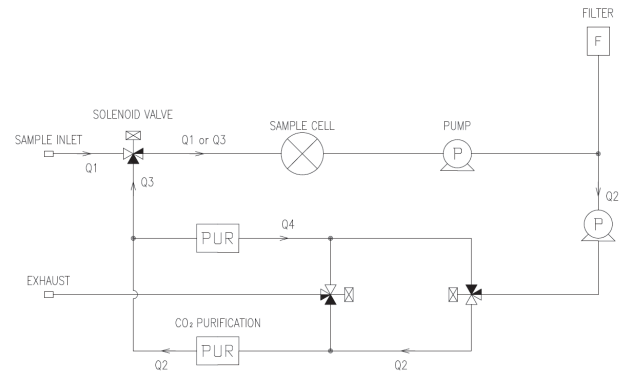 FILTER
F
SOLENOID VALVE
SAMPLE INLET
Q1 or Q3
SAMPLE CELL
PUMP
P
Q1
Q3
Q2
P
PUR
Q4
EXHAUST
CO₂ PURIFICATION
PUR
Q2
Q2